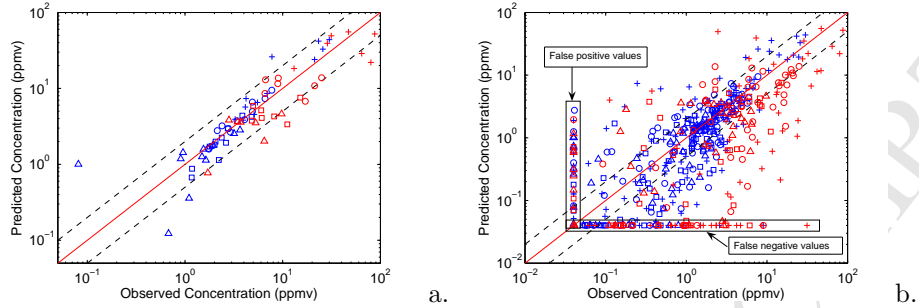 10²
10¹
10⁰
10⁻¹
10⁻¹
10⁰
10¹
10²
Predicted Concentration (ppmv)
Observed Concentration (ppmv)
a.
10²
10¹
10⁰
10⁻¹
10⁻²
10⁻²
10⁻¹
10⁰
10¹
10²
Predicted Concentration (ppmv)
Observed Concentration (ppmv)
False positive values
False negative values
b.